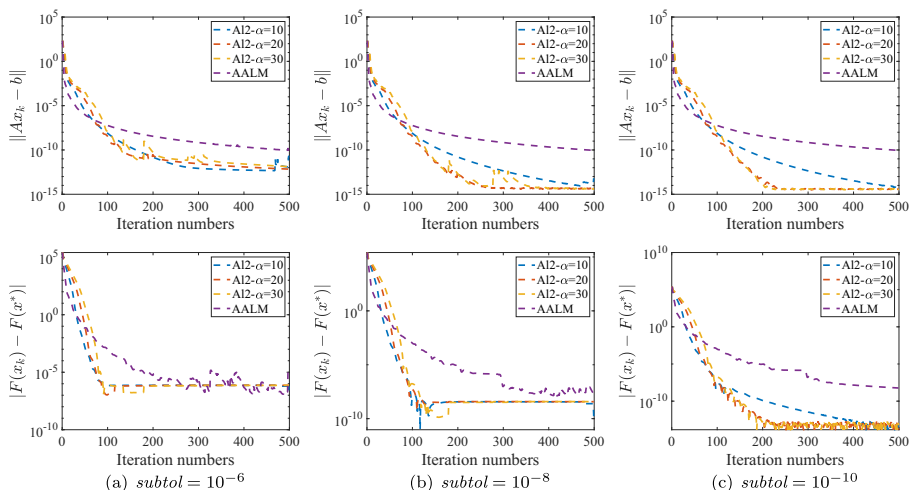 10^5
10^0
10^-5
10^-10
10^-15
||Ax_k − b||
0 100 200 300 400 500
Iteration numbers
Al2-α=10
Al2-α=20
Al2-α=30
AALM
10^5
10^0
10^-5
10^-10
10^-15
||Ax_k − b||
0 100 200 300 400 500
Iteration numbers
Al2-α=10
Al2-α=20
Al2-α=30
AALM
10^5
10^0
10^-5
10^-10
10^-15
||Ax_k − b||
0 100 200 300 400 500
Iteration numbers
Al2-α=10
Al2-α=20
Al2-α=30
AALM
10^5
10^0
10^-5
10^-10
|F(x_k) − F(x*)|
0 100 200 300 400 500
Iteration numbers
Al2-α=10
Al2-α=20
Al2-α=30
AALM
(a) subtol = 10^-6
10^0
10^-10
|F(x_k) − F(x*)|
0 100 200 300 400 500
Iteration numbers
Al2-α=10
Al2-α=20
Al2-α=30
AALM
(b) subtol = 10^-8
10^10
10^0
10^-10
|F(x_k) − F(x*)|
0 100 200 300 400 500
Iteration numbers
Al2-α=10
Al2-α=20
Al2-α=30
AALM
(c) subtol = 10^-10